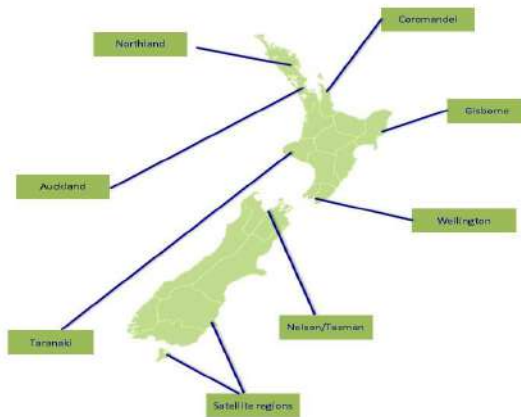 Coromandel
Northland
Gisborne
Auckland
Wellington
Nelson/Tasman
Taranaki
Satellite regions